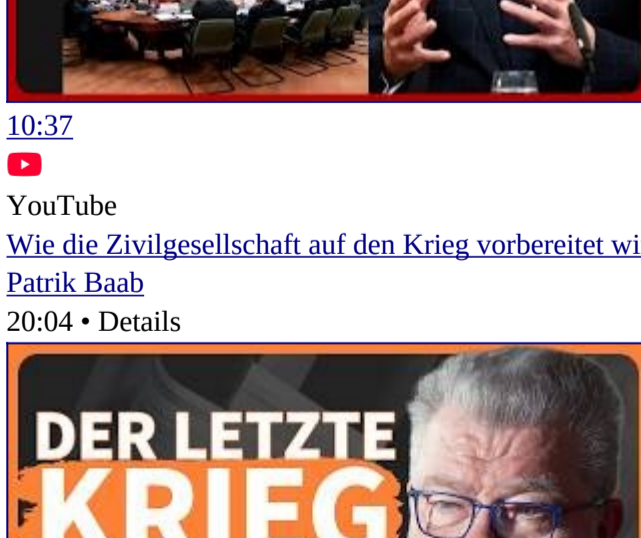 10:37
YouTube
Wie die Zivilgesellschaft auf den Krieg vorbereitet wi
Patrik Baab
20:04 • Details
DER LETZTE
KRIEG